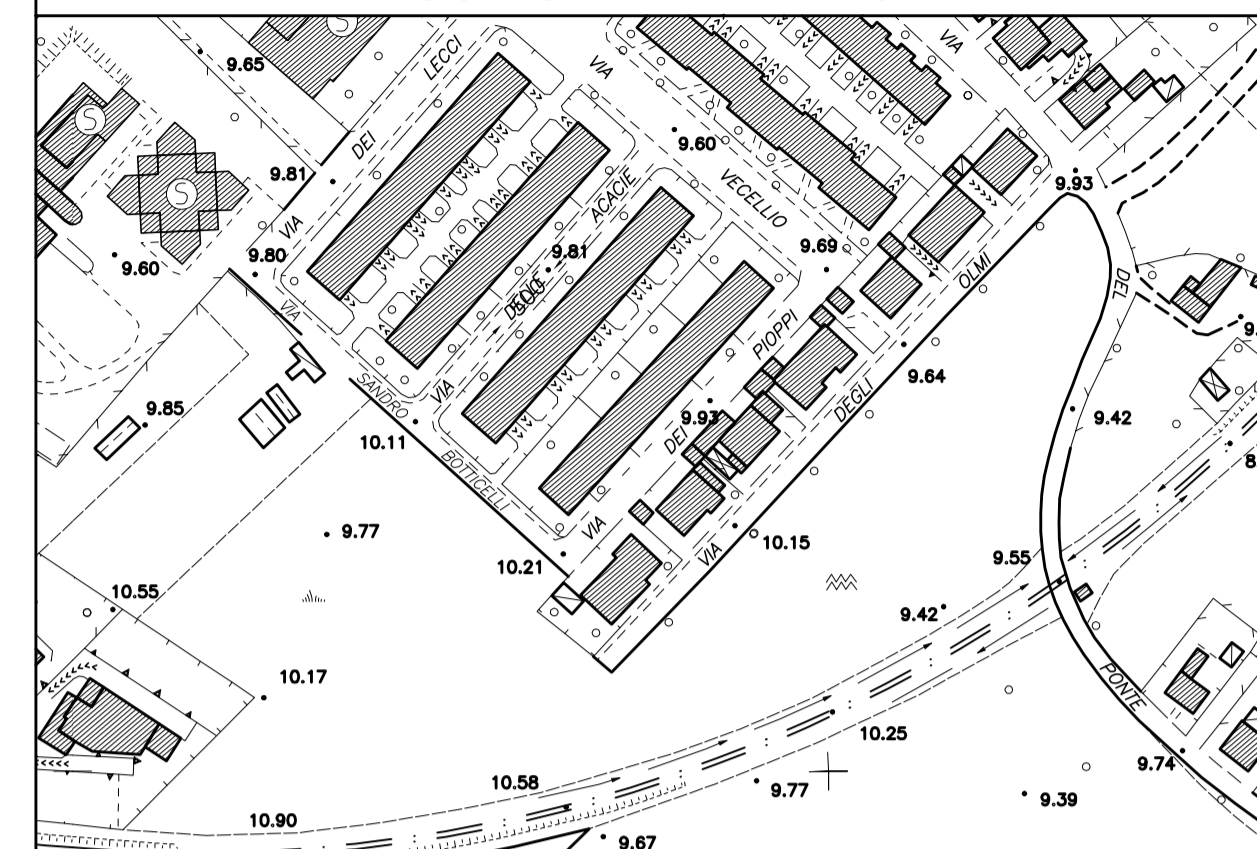 9.65
LECCI
DEI
VIA
VIA
VIA
9.60
9.81
S
S
S
9.60
9.80
VIA
VIA
ACACIE
9.81
VECELLIO
9.69
9.93
OLMI
DEL
PIOPPI
9.64
DEGLI
9.42
9.85
SANDRO
VIA
10.11
BOTTICELLI
9.93
DEI
9.77
VIA
10.21
VIA
10.15
9.55
10.55
9.42
10.17
PONTE
10.25
9.74
10.58
9.77
9.39
10.90
9.67